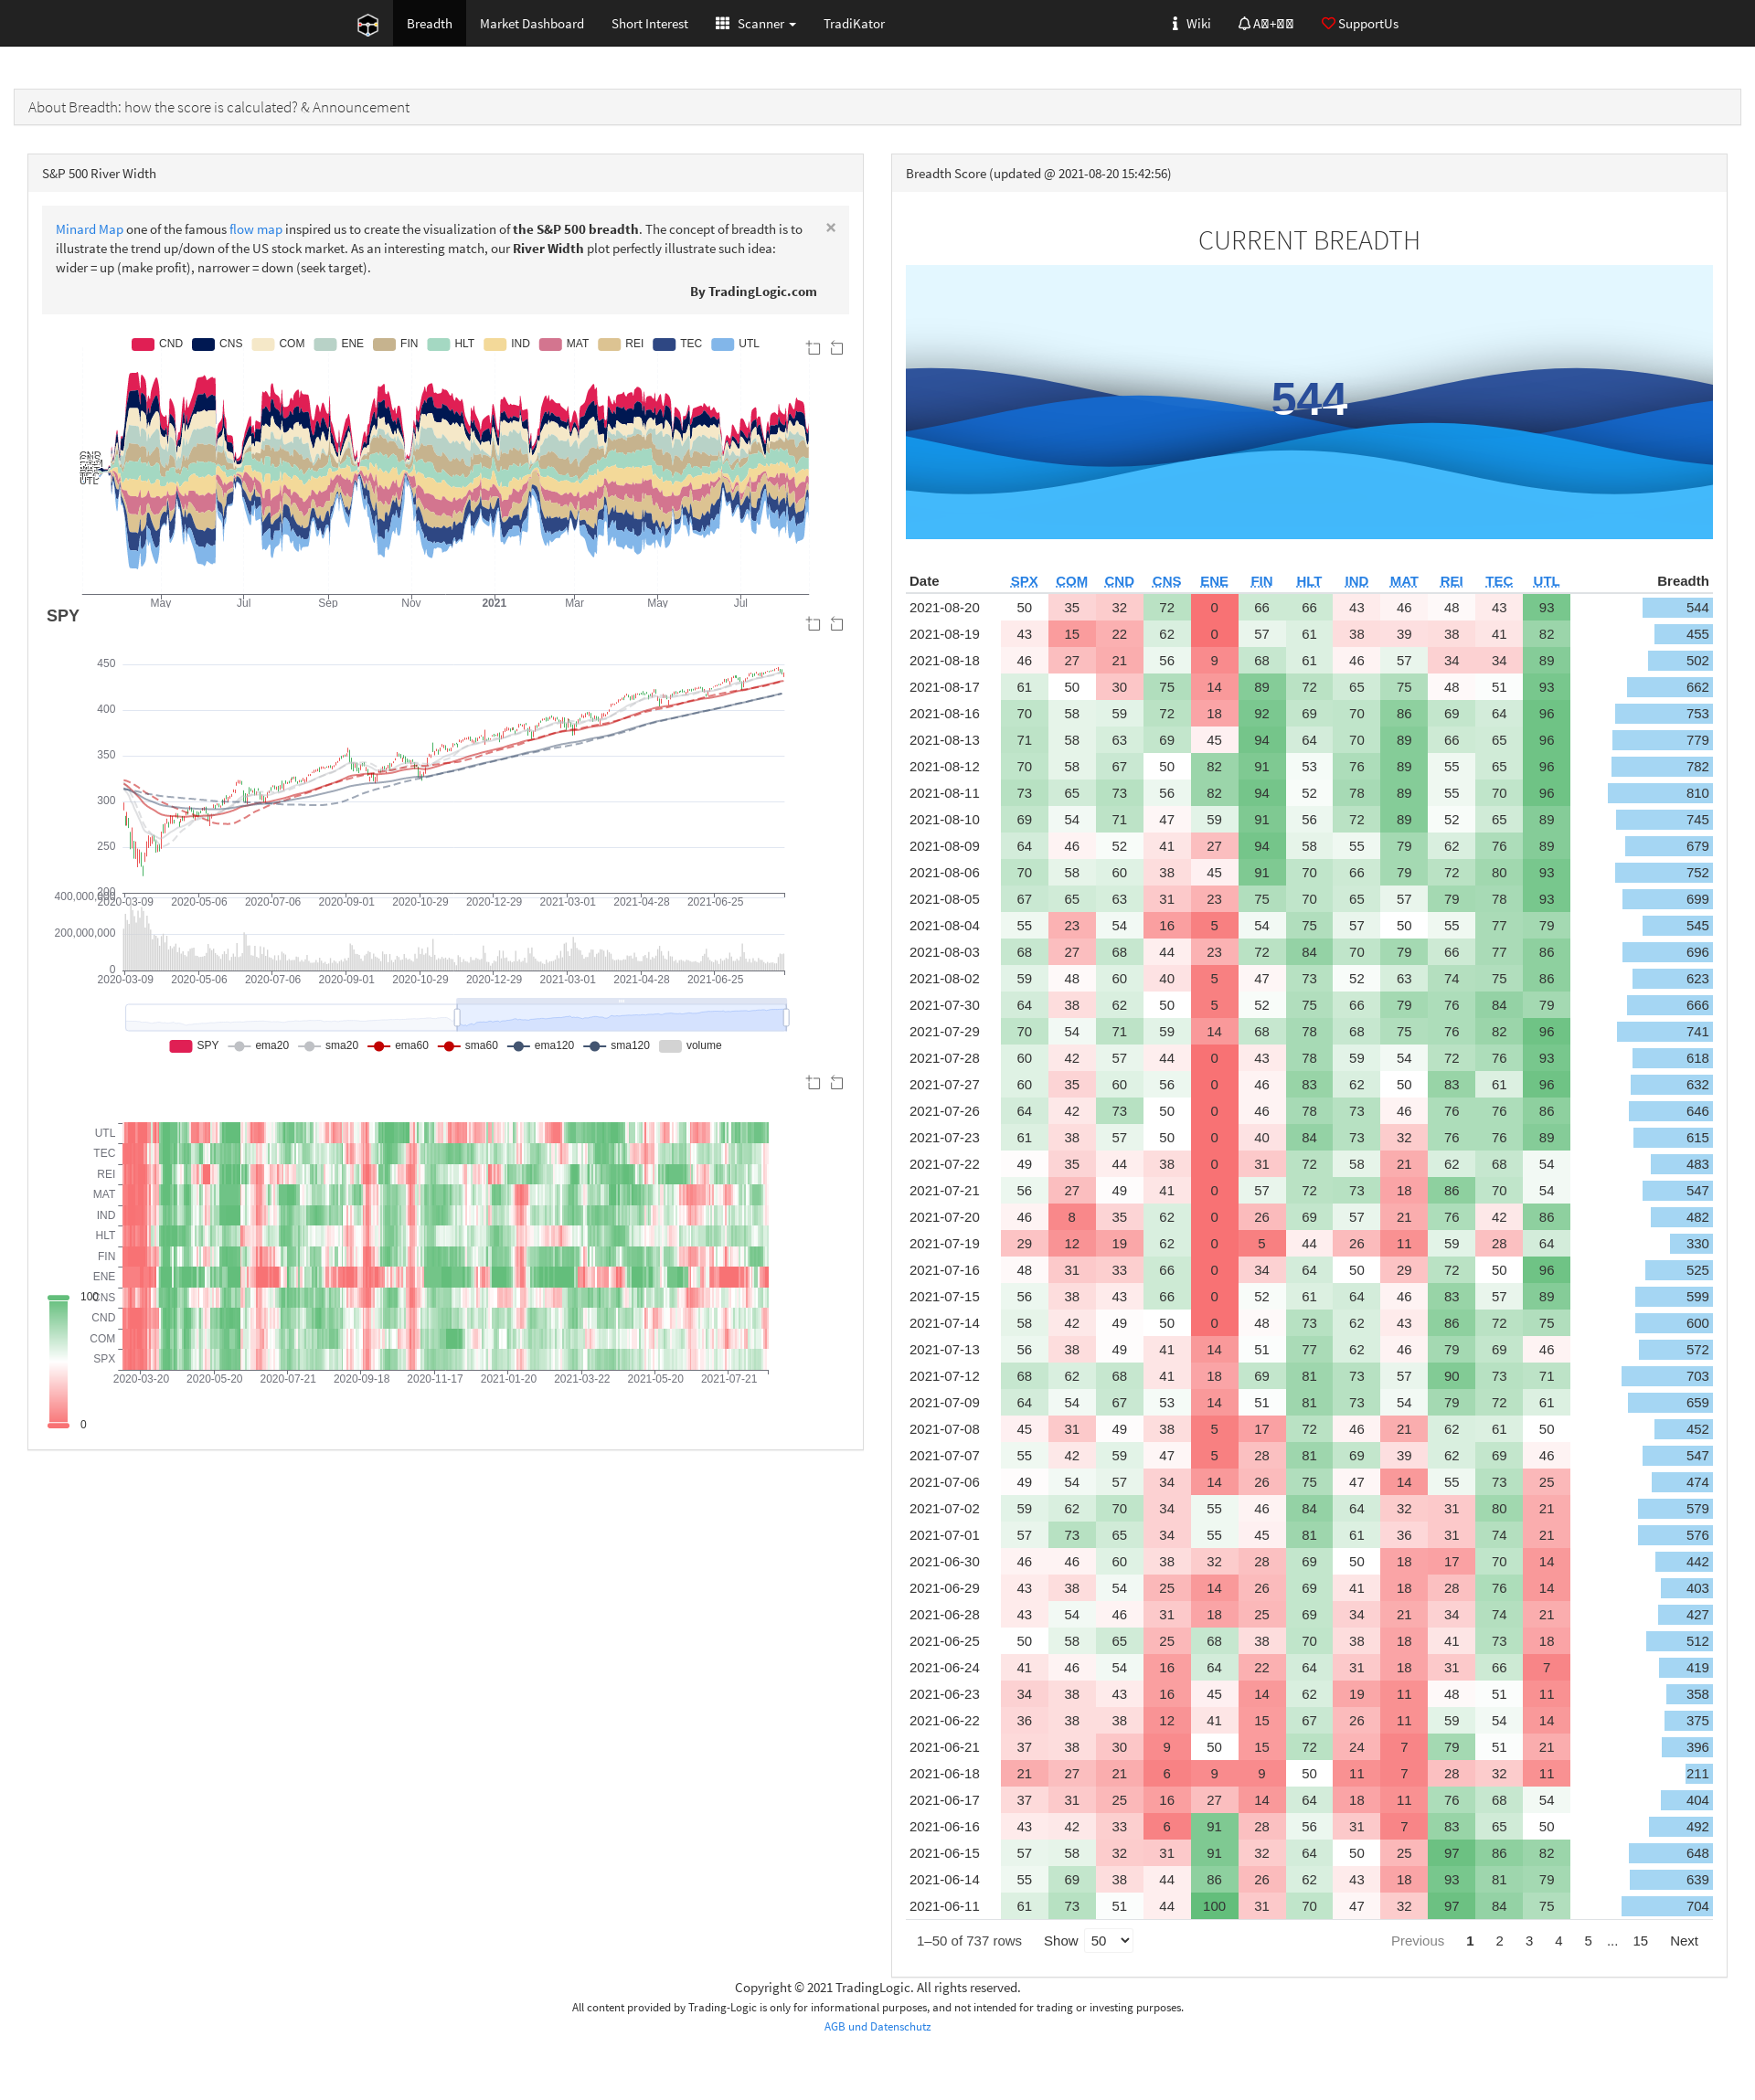 Breadth Market Dashboard Short Interest Scanner TradiKator Wiki SupportUs
About Breadth: how the score is calculated? & Announcement
S&P 500 River Width
Minard Map one of the famous flow map inspired us to create the visualization of the S&P 500 breadth. The concept of breadth is to
illustrate the trend up/down of the US stock market. As an interesting match, our River Width plot perfectly illustrate such idea:
wider = up (make profit), narrower = down (seek target).
×
By TradingLogic.com
CND CNS COM ENE FIN HLT IND MAT REI TEC UTL
UTL
May Jul Sep Nov 2021 Mar May Jul
SPY
450
400
350
300
250
200
2020-03-09 2020-05-06 2020-07-06 2020-09-01 2020-10-29 2020-12-29 2021-03-01 2021-04-28 2021-06-25
400,000,000
200,000,000
0
2020-03-09 2020-05-06 2020-07-06 2020-09-01 2020-10-29 2020-12-29 2021-03-01 2021-04-28 2021-06-25
SPY ema20 sma20 ema60 sma60 ema120 sma120 volume
UTL
TEC
REI
MAT
IND
HLT
FIN
ENE
CNS
CND
COM
SPX
100
0
2020-03-20 2020-05-20 2020-07-21 2020-09-18 2020-11-17 2021-01-20 2021-03-22 2021-05-20 2021-07-21
Breadth Score (updated @ 2021-08-20 15:42:56)
CURRENT BREADTH
544
Date SPX COM CND CNS ENE FIN HLT IND MAT REI TEC UTL Breadth
2021-08-20 50 35 32 72 0 66 66 43 46 48 43 93 544
2021-08-19 43 15 22 62 0 57 61 38 39 38 41 82 455
2021-08-18 46 27 21 56 9 68 61 46 57 34 34 89 502
2021-08-17 61 50 30 75 14 89 72 65 75 48 51 93 662
2021-08-16 70 58 59 72 18 92 69 70 86 69 64 96 753
2021-08-13 71 58 63 69 45 94 64 70 89 66 65 96 779
2021-08-12 70 58 67 50 82 91 53 76 89 55 65 96 782
2021-08-11 73 65 73 56 82 94 52 78 89 55 70 96 810
2021-08-10 69 54 71 47 59 91 56 72 89 52 65 89 745
2021-08-09 64 46 52 41 27 94 58 55 79 62 76 89 679
2021-08-06 70 58 60 38 45 91 70 66 79 72 80 93 752
2021-08-05 67 65 63 31 23 75 70 65 57 79 78 93 699
2021-08-04 55 23 54 16 5 54 75 57 50 55 77 79 545
2021-08-03 68 27 68 44 23 72 84 70 79 66 77 86 696
2021-08-02 59 48 60 40 5 47 73 52 63 74 75 86 623
2021-07-30 64 38 62 50 5 52 75 66 79 76 84 79 666
2021-07-29 70 54 71 59 14 68 78 68 75 76 82 96 741
2021-07-28 60 42 57 44 0 43 78 59 54 72 76 93 618
2021-07-27 60 35 60 56 0 46 83 62 50 83 61 96 632
2021-07-26 64 42 73 50 0 46 78 73 46 76 76 86 646
2021-07-23 61 38 57 50 0 40 84 73 32 76 76 89 615
2021-07-22 49 35 44 38 0 31 72 58 21 62 68 54 483
2021-07-21 56 27 49 41 0 57 72 73 18 86 70 54 547
2021-07-20 46 8 35 62 0 26 69 57 21 76 42 86 482
2021-07-19 29 12 19 62 0 5 44 26 11 59 28 64 330
2021-07-16 48 31 33 66 0 34 64 50 29 72 50 96 525
2021-07-15 56 38 43 66 0 52 61 64 46 83 57 89 599
2021-07-14 58 42 49 50 0 48 73 62 43 86 72 75 600
2021-07-13 56 38 49 41 14 51 77 62 46 79 69 46 572
2021-07-12 68 62 68 41 18 69 81 73 57 90 73 71 703
2021-07-09 64 54 67 53 14 51 81 73 54 79 72 61 659
2021-07-08 45 31 49 38 5 17 72 46 21 62 61 50 452
2021-07-07 55 42 59 47 5 28 81 69 39 62 69 46 547
2021-07-06 49 54 57 34 14 26 75 47 14 55 73 25 474
2021-07-02 59 62 70 34 55 46 84 64 32 31 80 21 579
2021-07-01 57 73 65 34 55 45 81 61 36 31 74 21 576
2021-06-30 46 46 60 38 32 28 69 50 18 17 70 14 442
2021-06-29 43 38 54 25 14 26 69 41 18 28 76 14 403
2021-06-28 43 54 46 31 18 25 69 34 21 34 74 21 427
2021-06-25 50 58 65 25 68 38 70 38 18 41 73 18 512
2021-06-24 41 46 54 16 64 22 64 31 18 31 66 7 419
2021-06-23 34 38 43 16 45 14 62 19 11 48 51 11 358
2021-06-22 36 38 38 12 41 15 67 26 11 59 54 14 375
2021-06-21 37 38 30 9 50 15 72 24 7 79 51 21 396
2021-06-18 21 27 21 6 9 9 50 11 7 28 32 11 211
2021-06-17 37 31 25 16 27 14 64 18 11 76 68 54 404
2021-06-16 43 42 33 6 91 28 56 31 7 83 65 50 492
2021-06-15 57 58 32 31 91 32 64 50 25 97 86 82 648
2021-06-14 55 69 38 44 86 26 62 43 18 93 81 79 639
2021-06-11 61 73 51 44 100 31 70 47 32 97 84 75 704
1–50 of 737 rows Show 50 Previous 1 2 3 4 5 ... 15 Next
Copyright © 2021 TradingLogic. All rights reserved.
All content provided by Trading-Logic is only for informational purposes, and not intended for trading or investing purposes.
AGB und Datenschutz